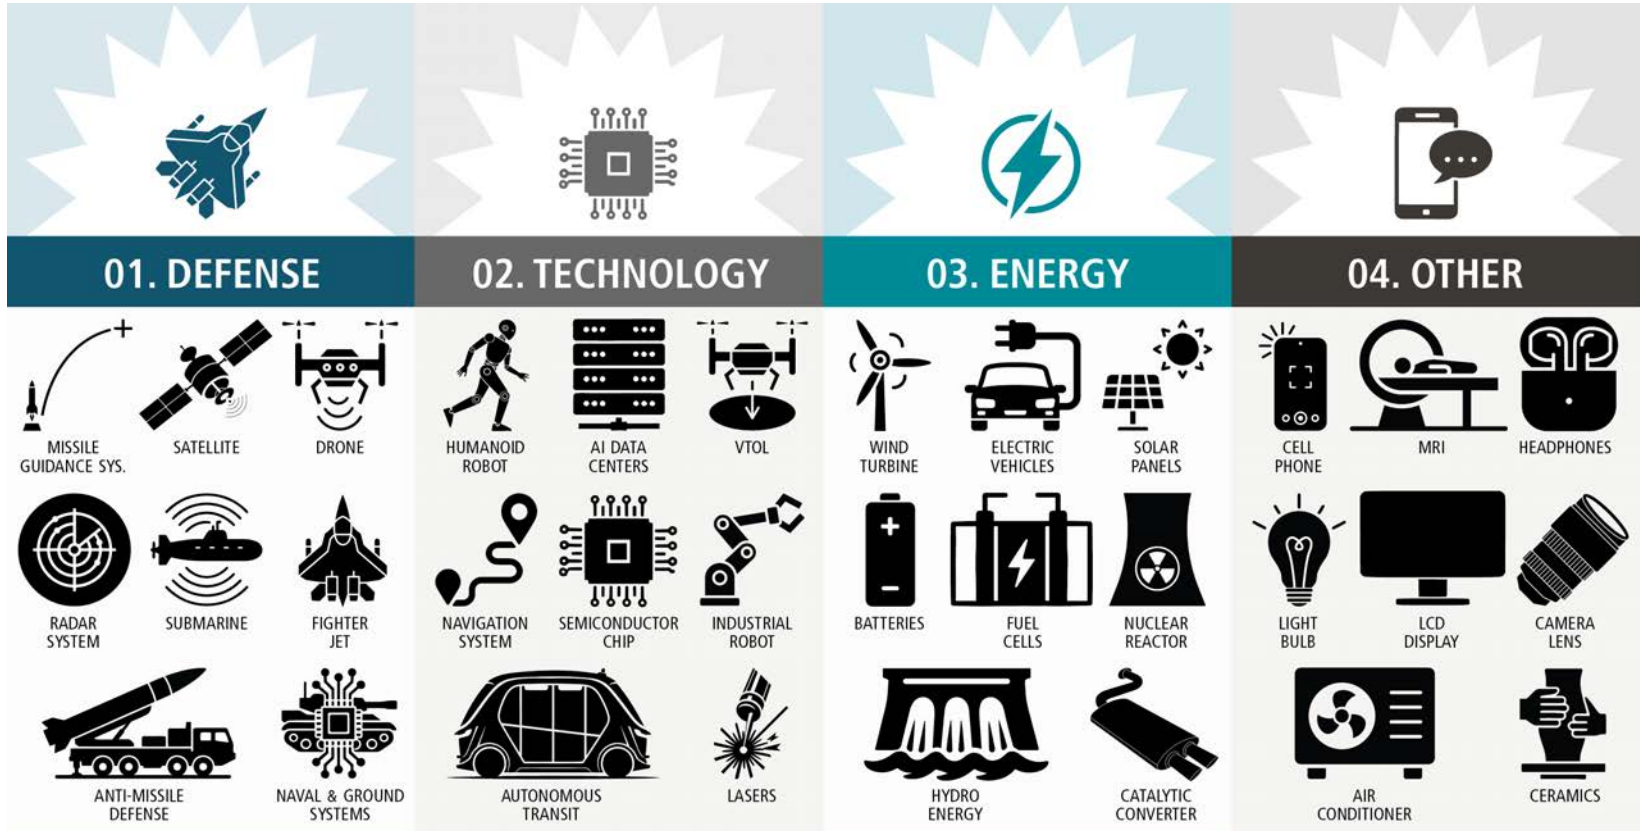 01. DEFENSE
02. TECHNOLOGY
03. ENERGY
04. OTHER
MISSILE
GUIDANCE SYS.
SATELLITE
DRONE
RADAR
SYSTEM
SUBMARINE
FIGHTER
JET
ANTI-MISSILE
DEFENSE
NAVAL & GROUND
SYSTEMS
HUMANOID
ROBOT
AI DATA
CENTERS
VTOL
NAVIGATION
SYSTEM
SEMICONDUCTOR
CHIP
INDUSTRIAL
ROBOT
AUTONOMOUS
TRANSIT
LASERS
WIND
TURBINE
ELECTRIC
VEHICLES
SOLAR
PANELS
BATTERIES
FUEL
CELLS
NUCLEAR
REACTOR
HYDRO
ENERGY
CATALYTIC
CONVERTER
CELL
PHONE
MRI
HEADPHONES
LIGHT
BULB
LCD
DISPLAY
CAMERA
LENS
AIR
CONDITIONER
CERAMICS